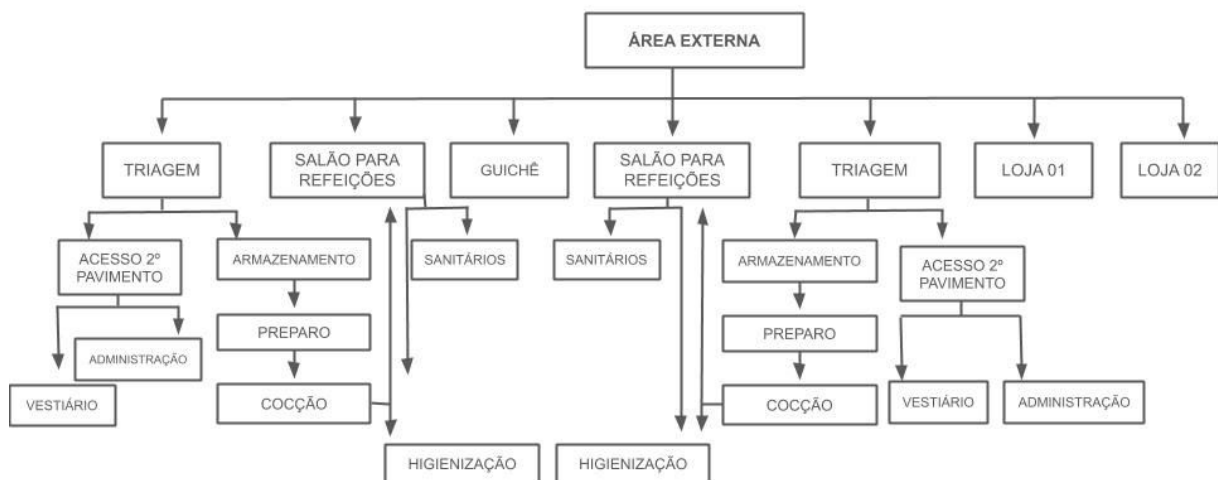 ÁREA EXTERNA
TRIAGEM
SALÃO PARA
REFEIÇÕES
GUICHÊ
SALÃO PARA
REFEIÇÕES
TRIAGEM
LOJA 01
LOJA 02
ACESSO 2º
PAVIMENTO
ARMAZENAMENTO
SANITÁRIOS
SANITÁRIOS
ARMAZENAMENTO
ACESSO 2º
PAVIMENTO
PREPARO
PREPARO
ADMINISTRAÇÃO
VESTIÁRIO
COCÇÃO
COCÇÃO
VESTIÁRIO
ADMINISTRAÇÃO
HIGIENIZAÇÃO
HIGIENIZAÇÃO